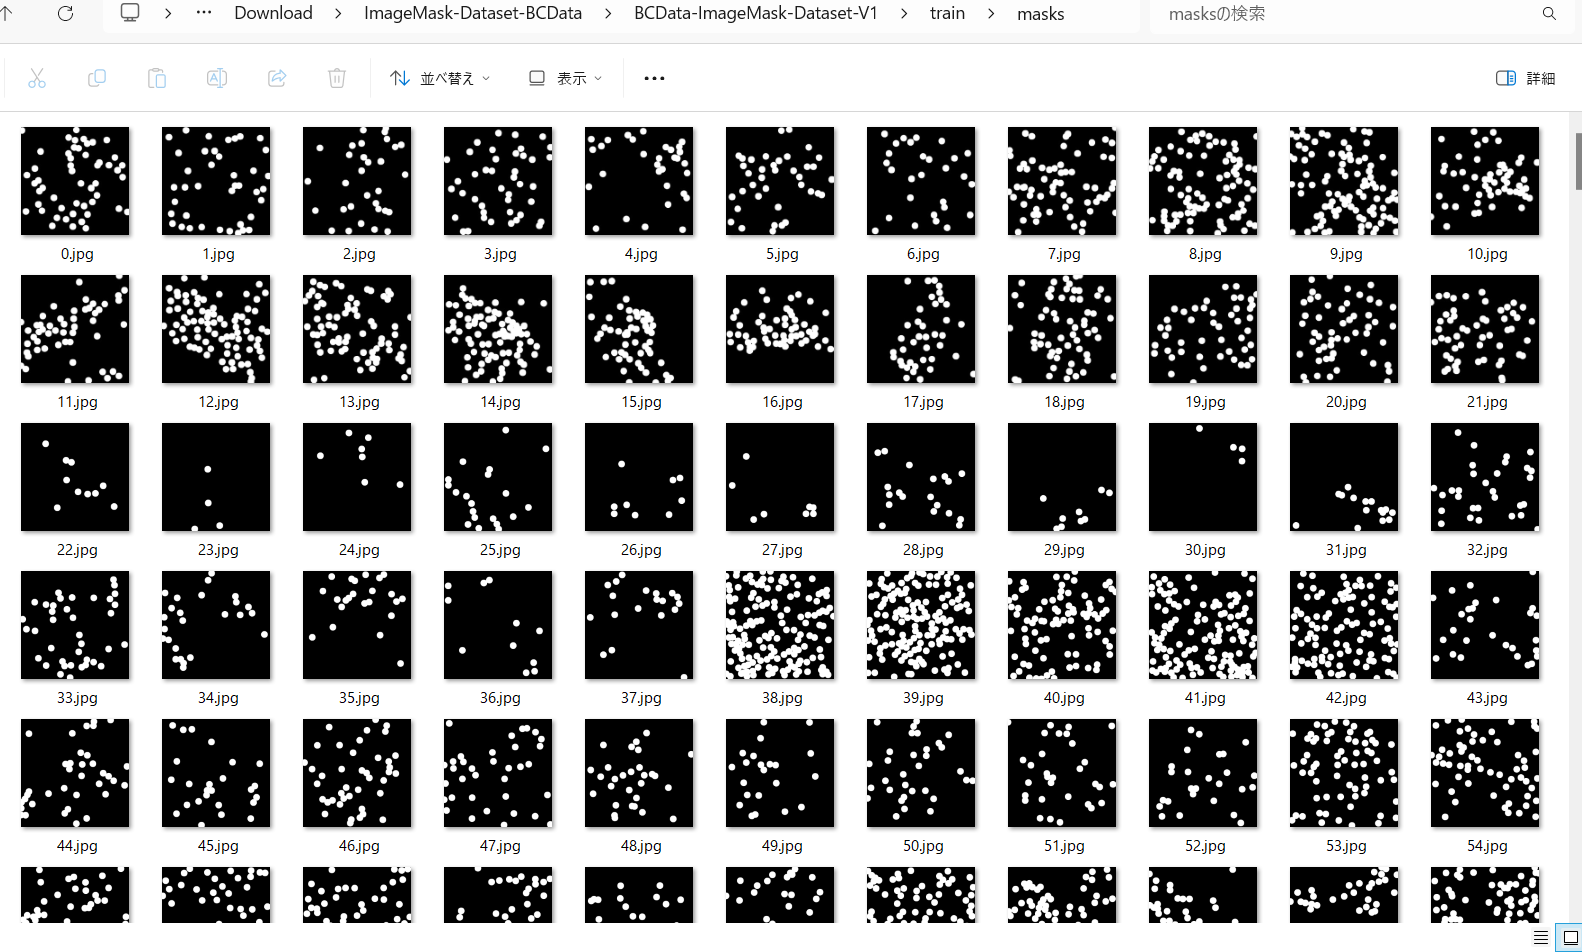 Download > ImageMask-Dataset-BCData > BCData-ImageMask-Dataset-V1 > train > masks
masksの検索
並べ替え
表示
詳細
0.jpg 1.jpg 2.jpg 3.jpg 4.jpg 5.jpg 6.jpg 7.jpg 8.jpg 9.jpg 10.jpg
11.jpg 12.jpg 13.jpg 14.jpg 15.jpg 16.jpg 17.jpg 18.jpg 19.jpg 20.jpg 21.jpg
22.jpg 23.jpg 24.jpg 25.jpg 26.jpg 27.jpg 28.jpg 29.jpg 30.jpg 31.jpg 32.jpg
33.jpg 34.jpg 35.jpg 36.jpg 37.jpg 38.jpg 39.jpg 40.jpg 41.jpg 42.jpg 43.jpg
44.jpg 45.jpg 46.jpg 47.jpg 48.jpg 49.jpg 50.jpg 51.jpg 52.jpg 53.jpg 54.jpg